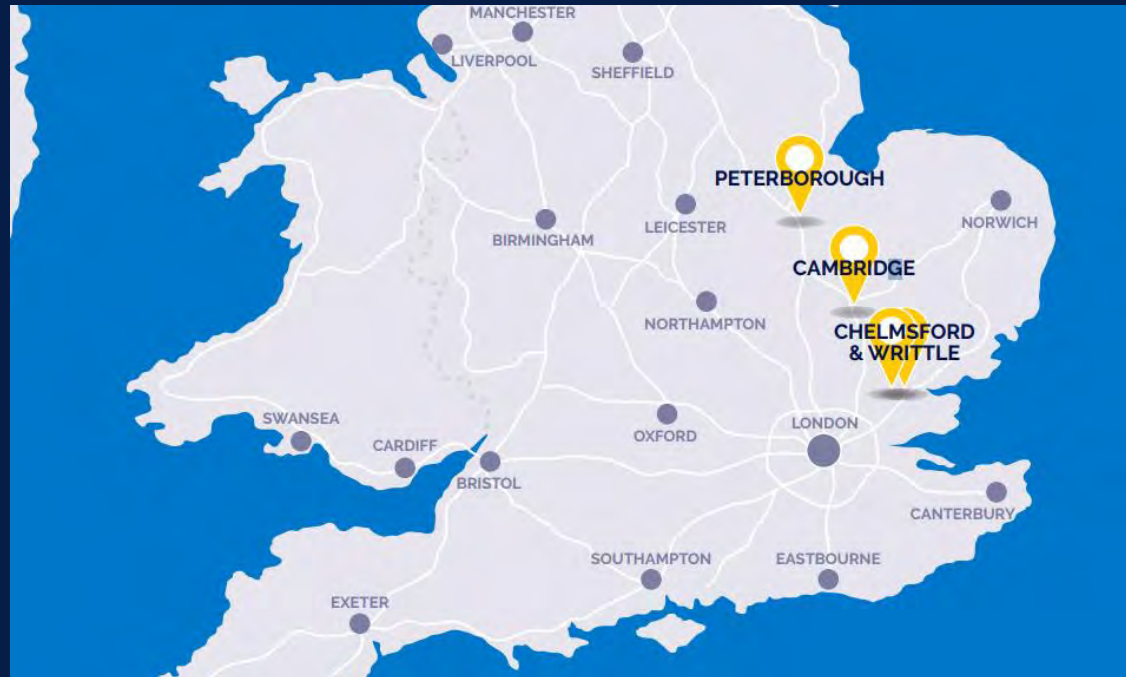 MANCHESTER
LIVERPOOL
SHEFFIELD
PETERBOROUGH
LEICESTER
NORWICH
BIRMINGHAM
CAMBRIDGE
NORTHAMPTON
CHELMSFORD
& WRITTLE
SWANSEA
CARDIFF
OXFORD
LONDON
BRISTOL
CANTERBURY
SOUTHAMPTON
EASTBOURNE
EXETER